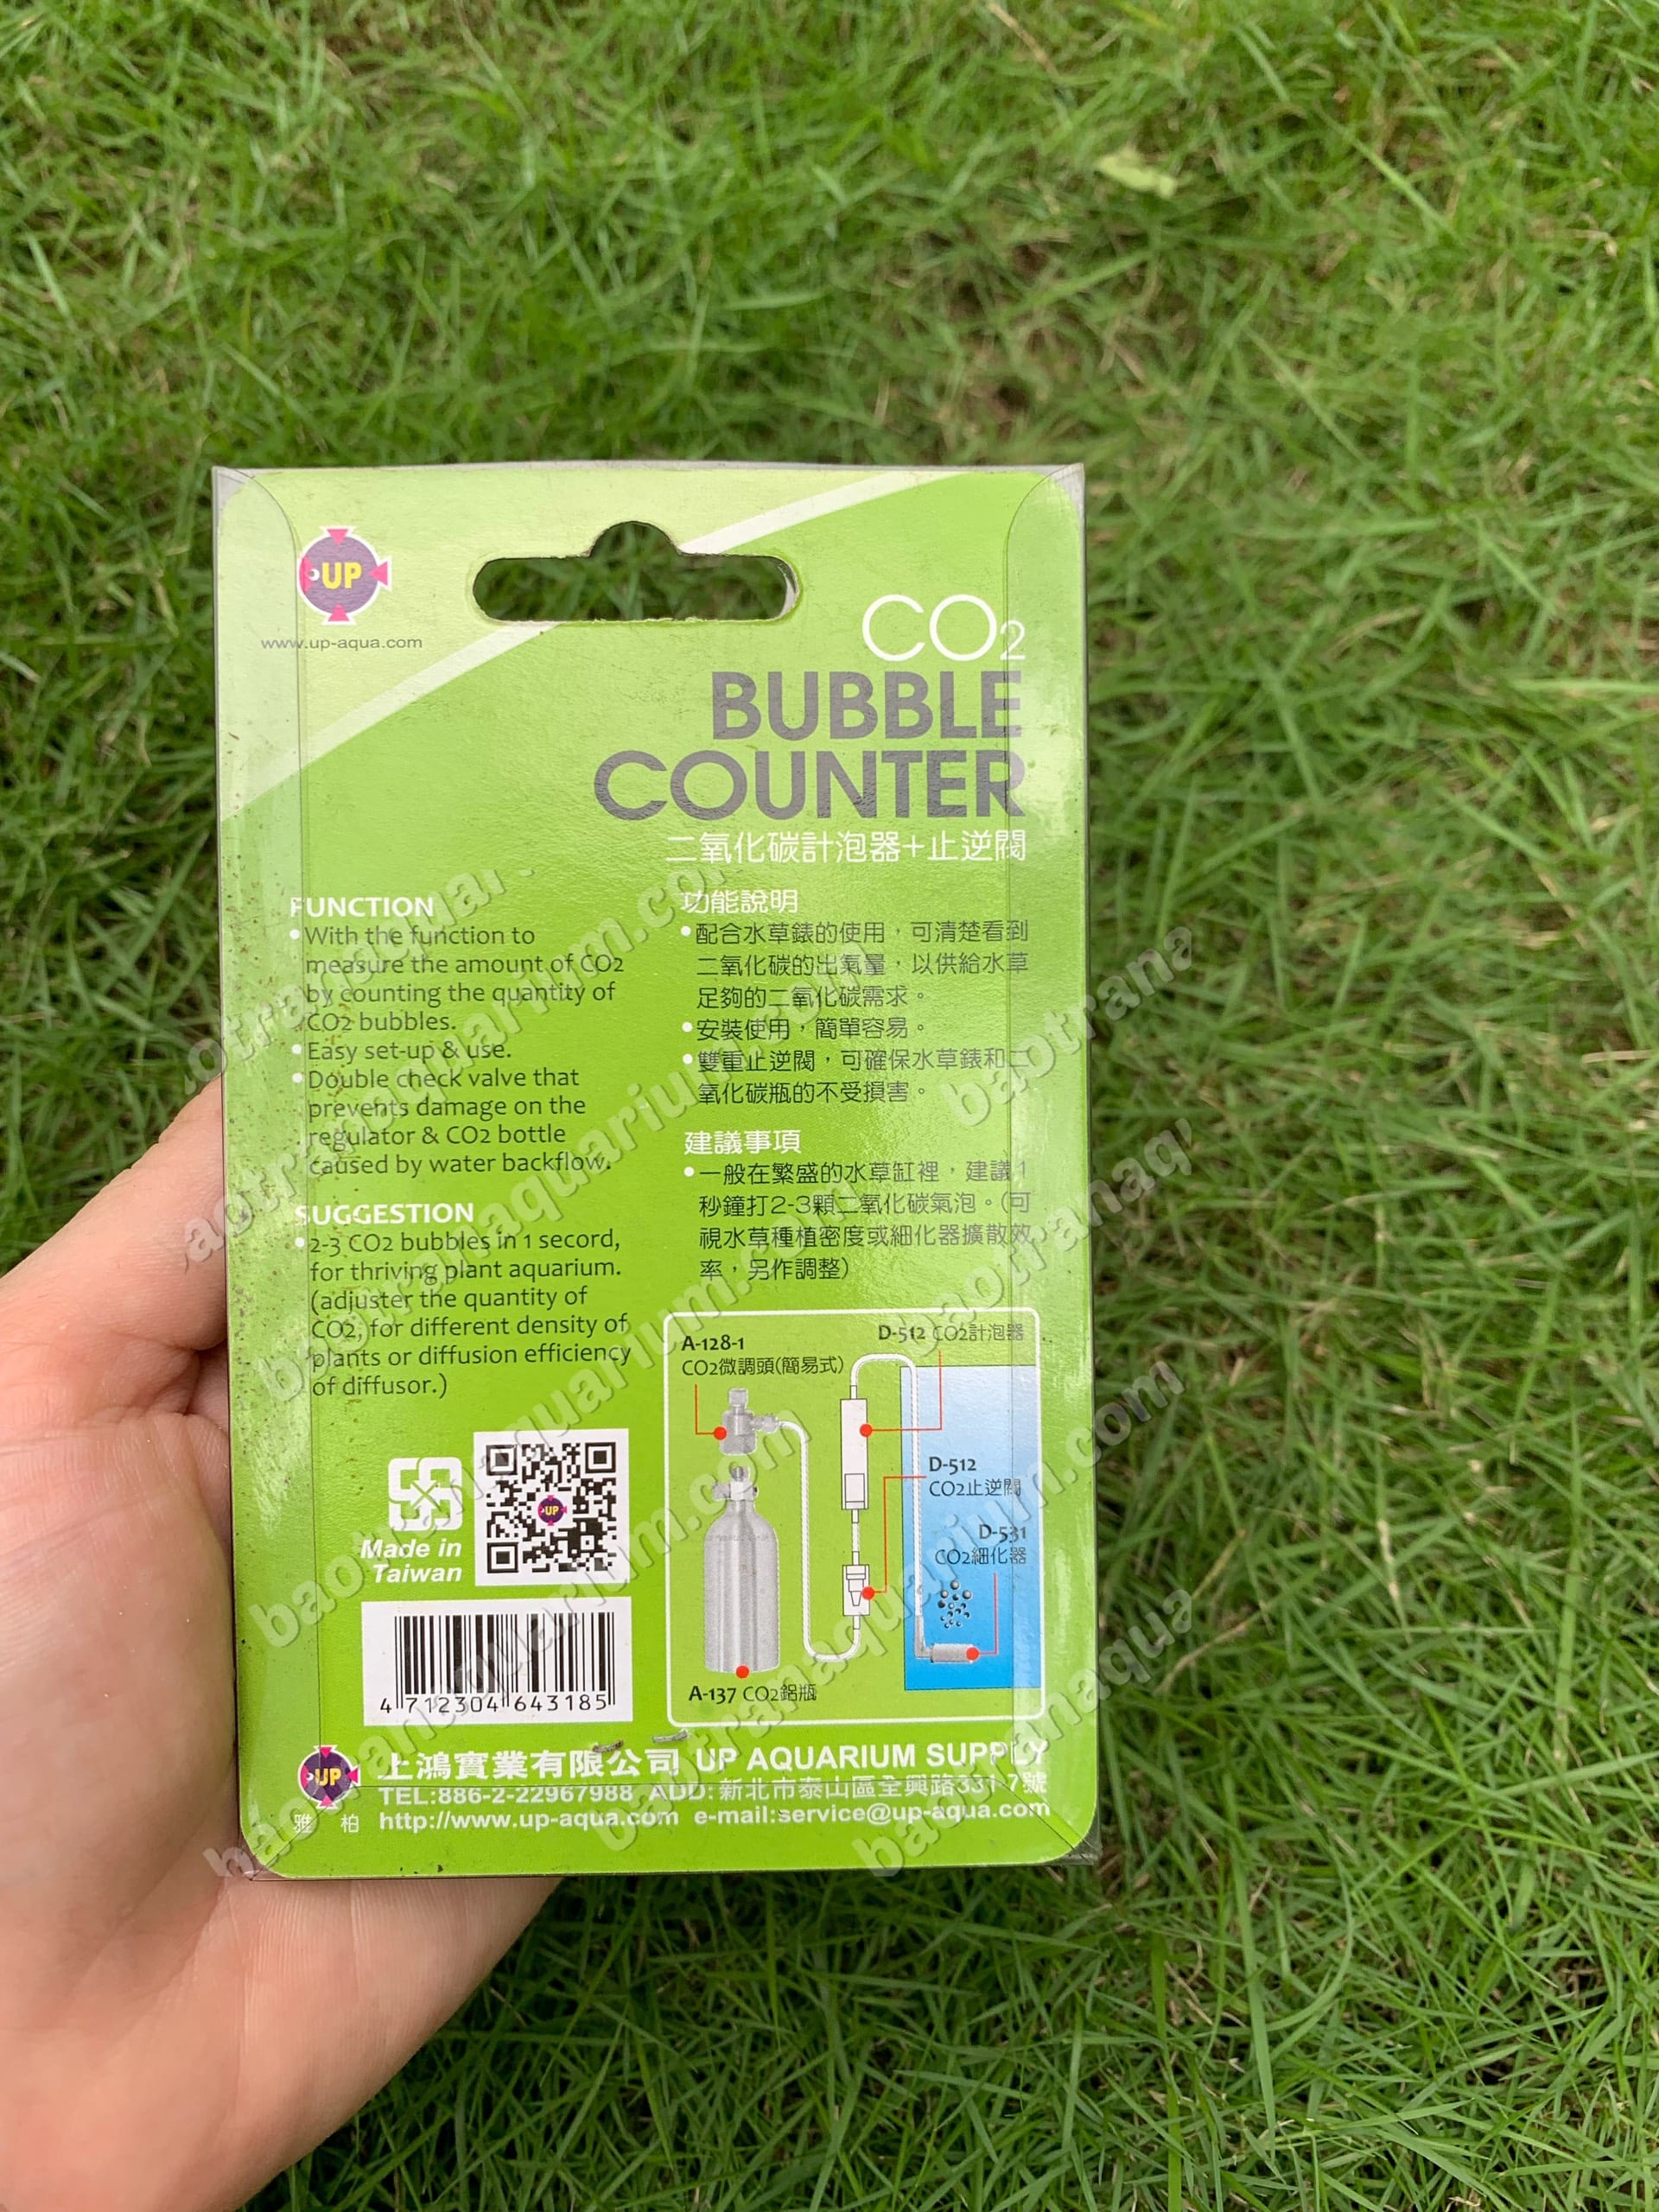 UP
www.up-aqua.com
CO2
BUBBLE
COUNTER
二氧化碳計泡器+止逆閥
FUNCTION
•With the function to
measure the amount of CO2
by counting the quantity of
CO2 bubbles.
•Easy set-up & use.
•Double check valve that
prevents damage on the
regulator & CO2 bottle
caused by water backflow.
SUGGESTION
•2-3 CO2 bubbles in 1 secord,
for thriving plant aquarium.
(adjuster the quantity of
CO2, for different density of
plants or diffusion efficiency
of diffusor.)
功能說明
•配合水草錶的使用，可清楚看到
二氧化碳的出氣量，以供給水草
足夠的二氧化碳需求。
•安裝使用，簡單容易。
•雙重止逆閥，可確保水草錶和二
氧化碳瓶的不受損害。
建議事項
•一般在繁盛的水草缸裡，建議1
秒鐘打2-3顆二氧化碳氣泡。(可
視水草種植密度或細化器擴散效
率，另作調整)
A-128-1
CO2微調頭(簡易式)
D-512 CO2計泡器
D-512
CO2止逆閥
D-531
CO2細化器
A-137 CO2鋁瓶
UP
Made in
Taiwan
4 712304 643185
UP
雅 柏
上鴻實業有限公司 UP AQUARIUM SUPPLY
TEL:886-2-22967988 ADD:新北市泰山區全興路331-7號
http://www.up-aqua.com e-mail:service@up-aqua.com
baotranaquarium.com
baotranaquarium.com
baotranaquarium.com
baotranaquarium.com